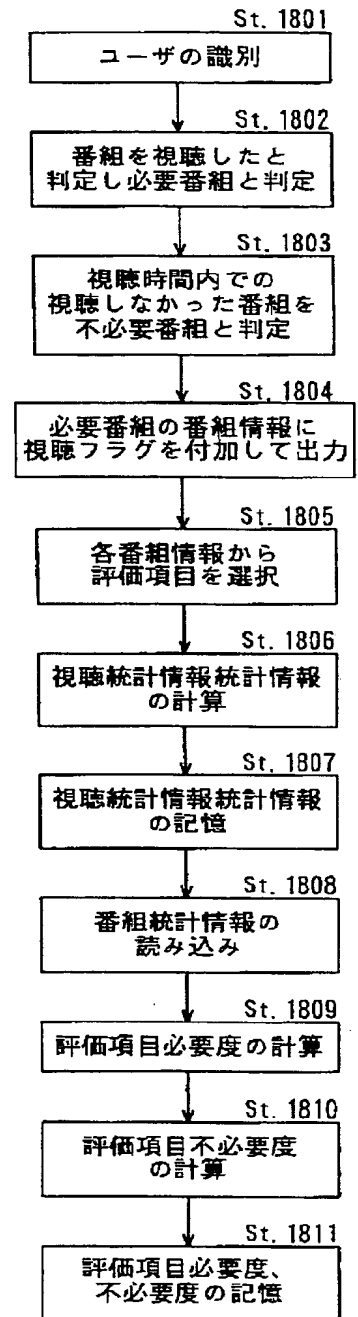 St. 1801
ユーザの識別
St. 1802
番組を視聴したと
判定し必要番組と判定
St. 1803
視聴時間内での
視聴しなかった番組を
不必要番組と判定
St. 1804
必要番組の番組情報に
視聴フラグを付加して出力
St. 1805
各番組情報から
評価項目を選択
St. 1806
視聴統計情報統計情報
の計算
St. 1807
視聴統計情報統計情報
の記憶
St. 1808
番組統計情報の
読み込み
St. 1809
評価項目必要度の計算
St. 1810
評価項目不必要度
の計算
St. 1811
評価項目必要度、
不必要度の記憶